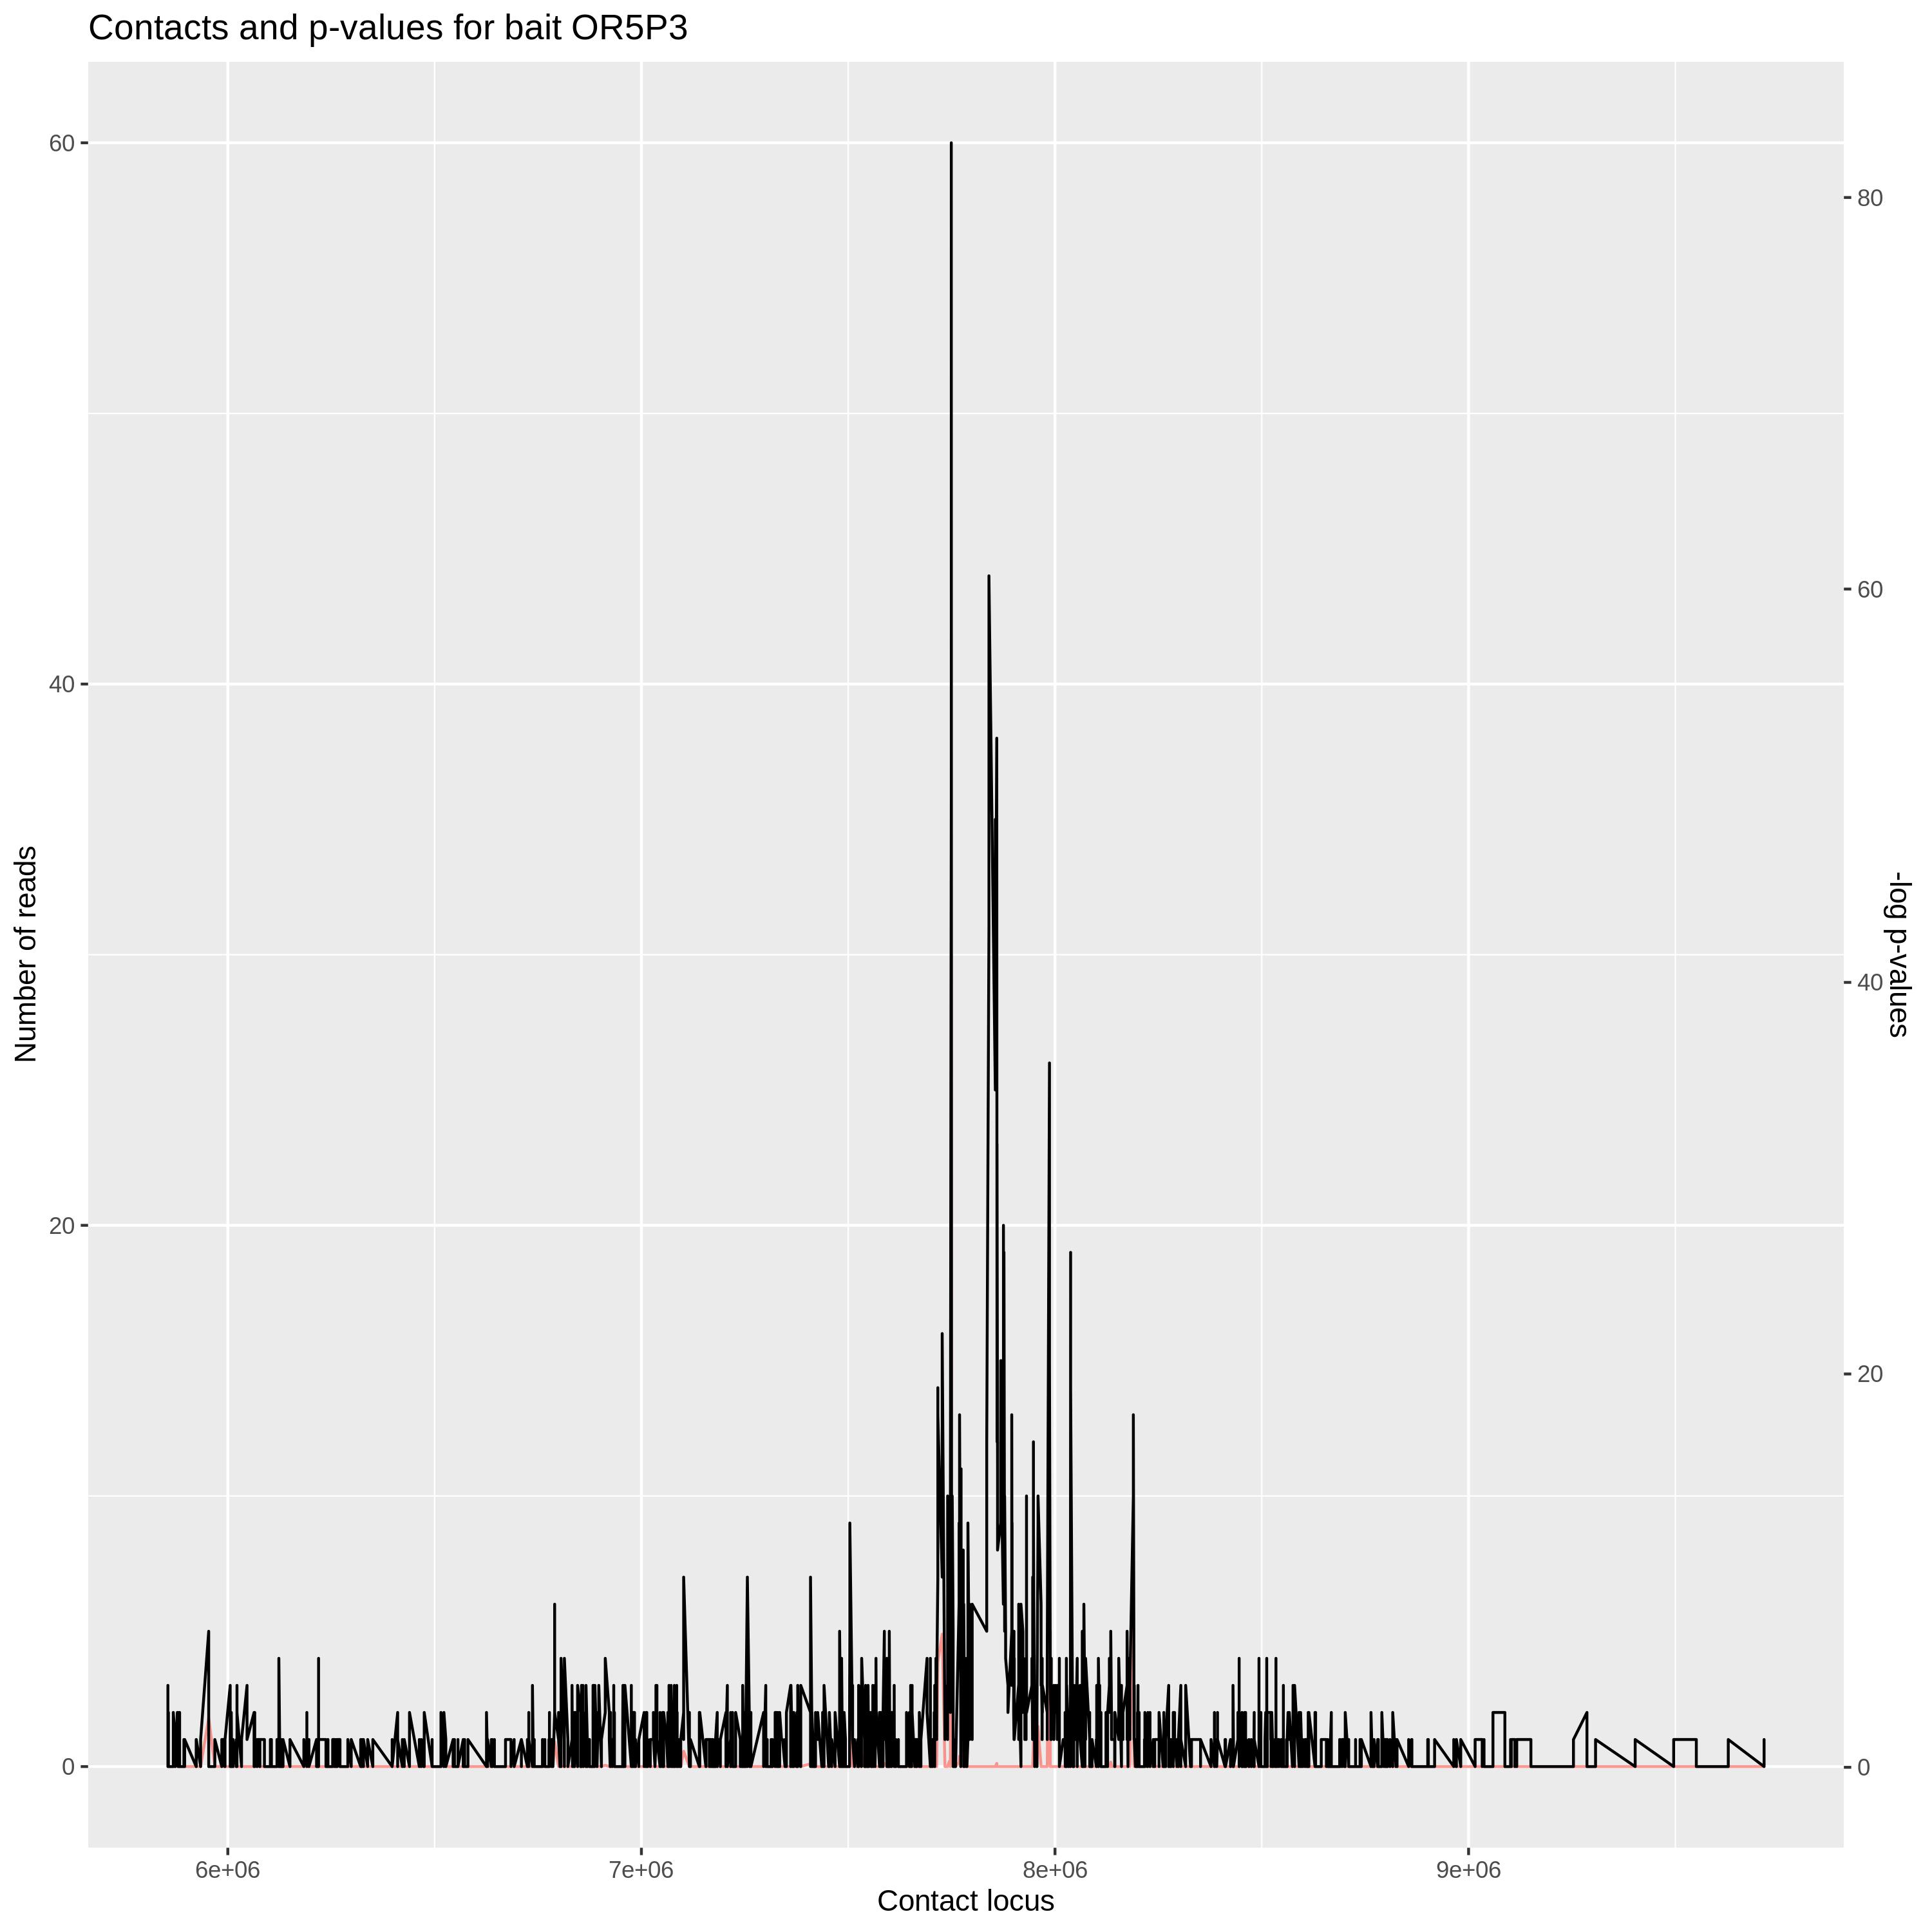 Contacts and p-values for bait OR5P3
60
40
20
0
80
60
40
20
0
Number of reads
-log p-values
6e+06 7e+06 8e+06 9e+06
Contact locus